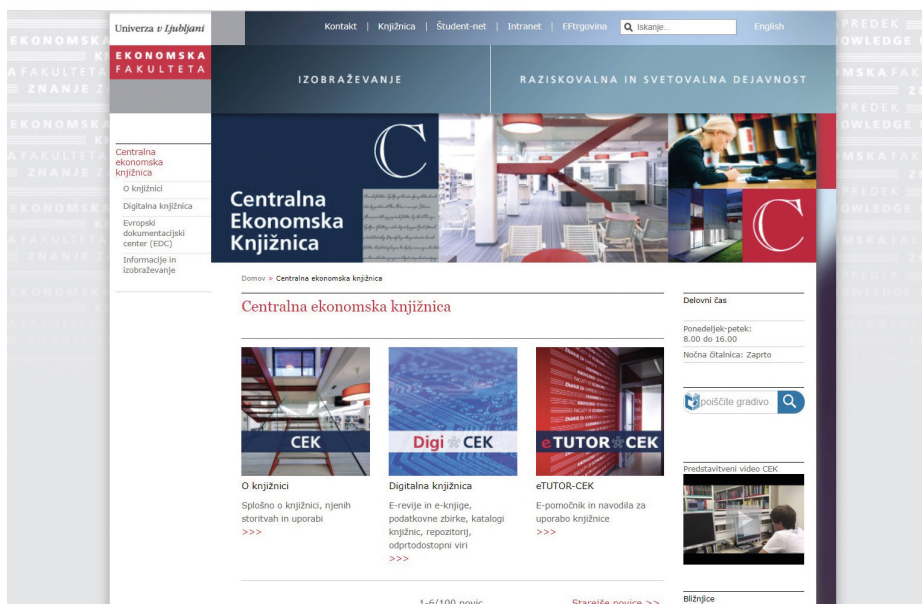 Univerza v Ljubljani
Kontakt | Knjižnica | Študent-net | Intranet | EFtrgovina
Iskanje...
English
EKONOMSKA
FAKULTETA
IZOBRAŽEVANJE
RAZISKOVALNA IN SVETOVALNA DEJAVNOST
Centralna
ekonomska
knjižnica
O knjižnici
Digitalna knjižnica
Evropski
dokumentacijski
center (EDC)
Informacije in
izobraževanje
C
Centralna
Ekonomska
Knjižnica
C
Domov > Centralna ekonomska knjižnica
Centralna ekonomska knjižnica
CEK
O knjižnici
Splošno o knjižnici, njenih
storitvah in uporabi
>>>
Digi CEK
Digitalna knjižnica
E-revije in e-knjige,
podatkovne zbirke, katalogi
knjižnic, repozitorij,
odprtodostopni viri
>>>
eTUTOR CEK
eTUTOR-CEK
E-pomočnik in navodila za
uporabo knjižnice
>>>
1-6/100 novic
Starejše novice >>
Delovni čas
Ponedeljek-petek:
8.00 do 16.00
Nočna čitalnica: Zaprto
poiščite gradivo
Predstavitveni video CEK
Bližnjice